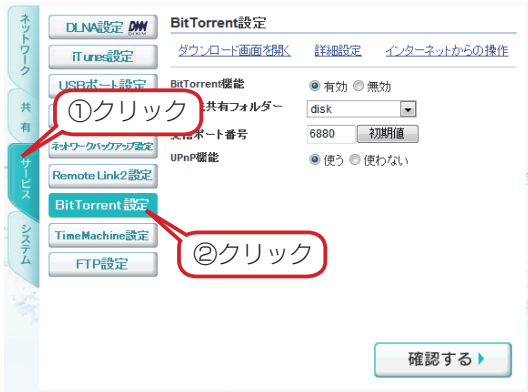 ネットワーク
共有
サービス
システム
DLNA設定
iTunes設定
USBポート設定
ネットワークバックアップ設定
Remote Link2設定
BitTorrent設定
TimeMachine設定
FTP設定
①クリック
②クリック
BitTorrent設定
ダウンロード画面を開く 詳細設定 インターネットからの操作
BitTorrent機能 有効 無効
共有フォルダー disk
ポート番号 6880 初期値
UPnP機能 使う 使わない
確認する